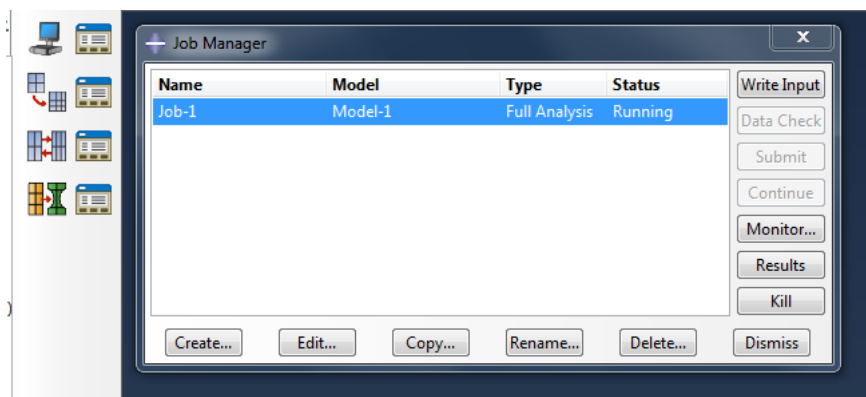 Job Manager
x
Name Model Type Status
Job-1 Model-1 Full Analysis Running
Write Input
Data Check
Submit
Continue
Monitor...
Results
Kill
Create... Edit... Copy... Rename... Delete... Dismiss
)